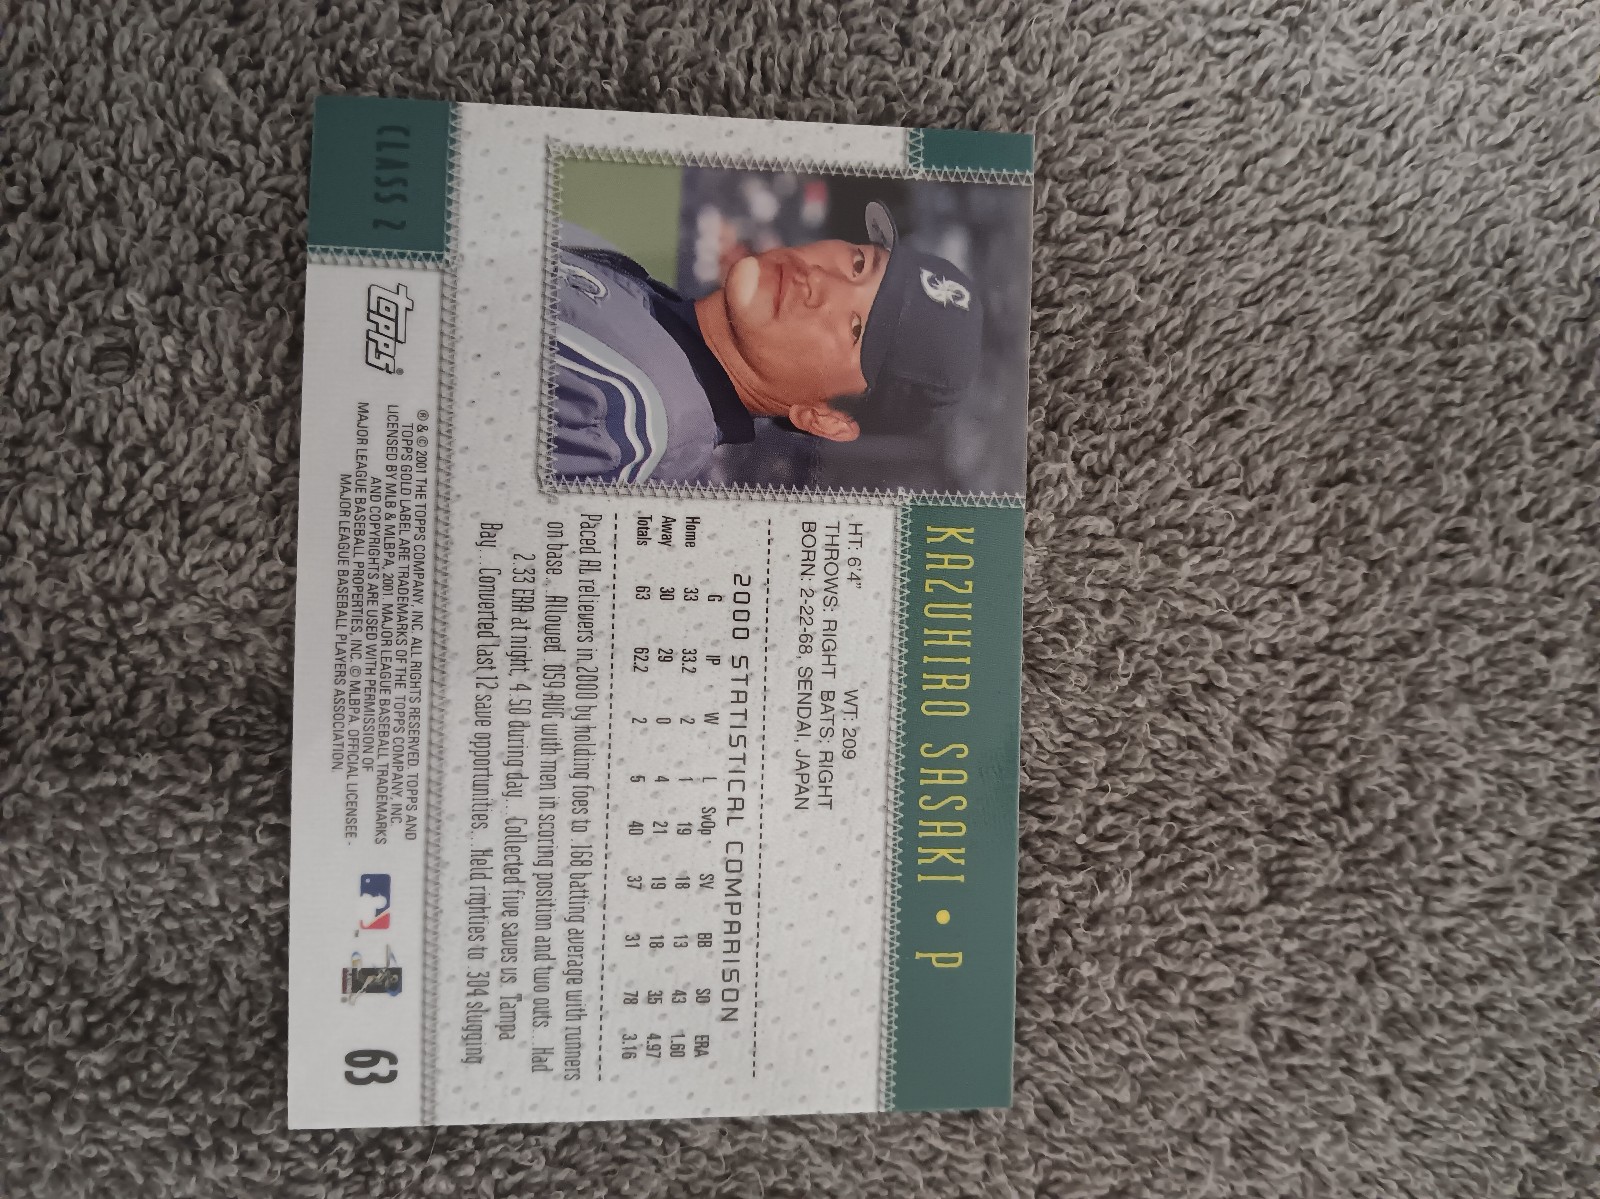 KAZUHIRO SASAKI • P
HT: 6'4" WT: 209
THROWS: RIGHT BATS: RIGHT
BORN: 2-22-68, SENDAI, JAPAN
2000 STATISTICAL COMPARISON
G IP W L SvOp SV BB SO ERA
Home 33 33.2 2 1 19 18 13 43 1.60
Away 30 29 0 4 21 19 18 35 4.97
Totals 63 62.2 2 5 40 37 31 78 3.16
Paced AL relievers in 2000 by holding foes to .168 batting average with runners
on base...Allowed .059 AVG with men in scoring position and two outs...Had
2.33 ERA at night, 4.50 during day...Collected five saves vs. Tampa
Bay...Converted last 12 save opportunities...Held righties to .304 slugging
CLASS 2
topps®
® & © 2001 THE TOPPS COMPANY, INC. ALL RIGHTS RESERVED. TOPPS AND
TOPPS GOLD LABEL ARE TRADEMARKS OF THE TOPPS COMPANY, INC.
LICENSED BY MLB & MLBPA, 2001. MAJOR LEAGUE BASEBALL TRADEMARKS
AND COPYRIGHTS ARE USED WITH PERMISSION OF
MAJOR LEAGUE BASEBALL PROPERTIES, INC. © MLBPA. OFFICIAL LICENSEE -
MAJOR LEAGUE BASEBALL PLAYERS ASSOCIATION.
63